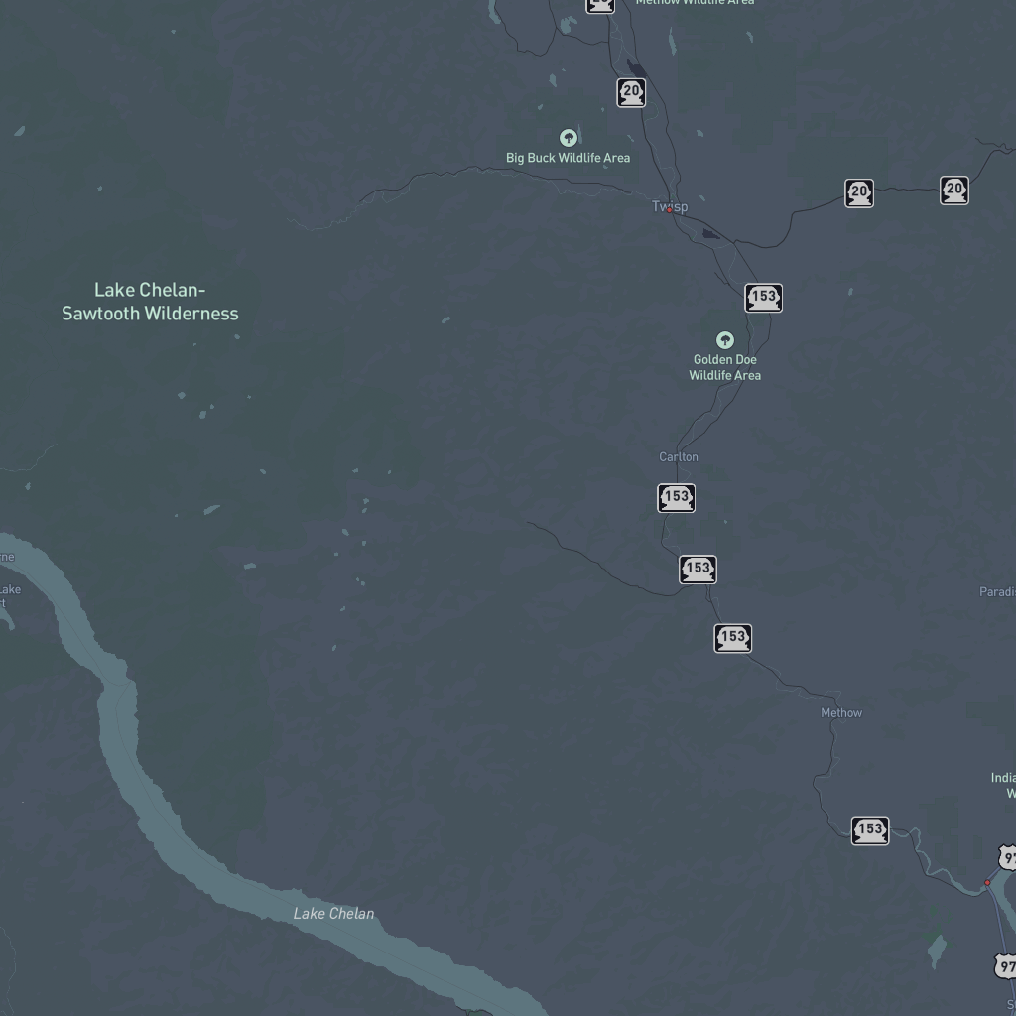 Methow Wildlife Area
20
Big Buck Wildlife Area
20
20
Twisp
Lake Chelan-
Sawtooth Wilderness
153
Golden Doe
Wildlife Area
Carlton
153
153
153
Methow
153
97
Lake Chelan
97